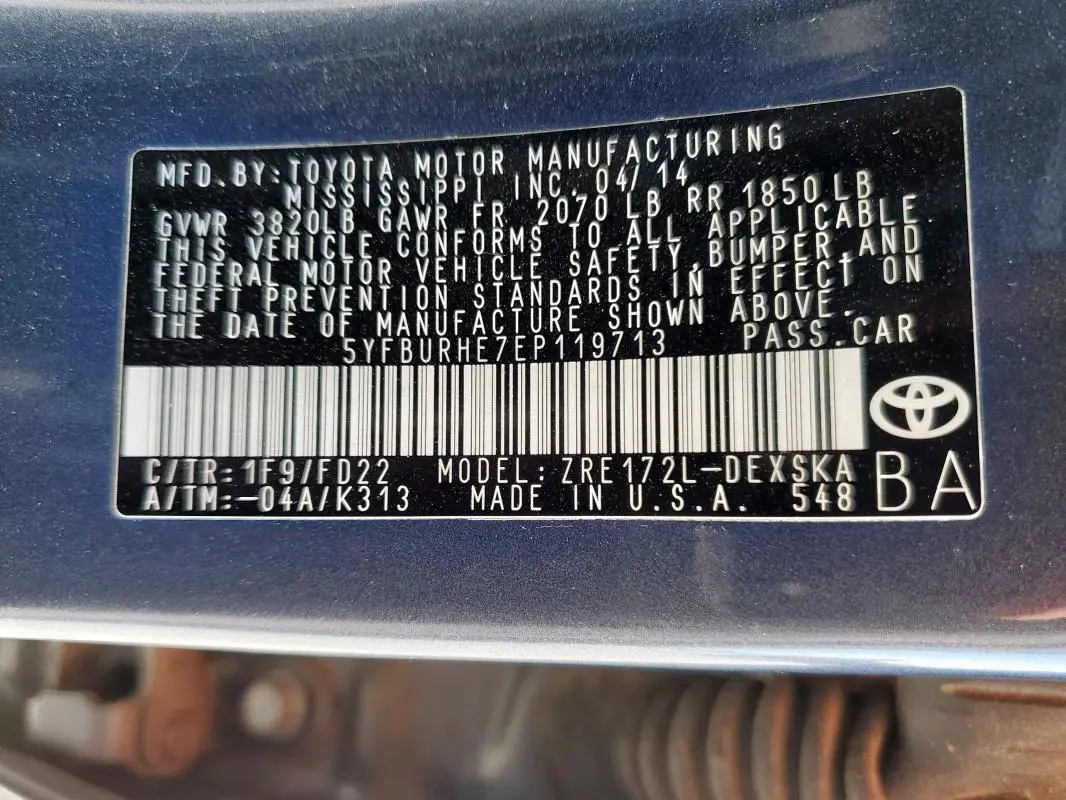 MFD. BY: TOYOTA MOTOR MANUFACTURING
MISSISSIPPI INC. 04/14
GVWR 3820LB GAWR FR 2070 LB RR 1850 LB
THIS VEHICLE CONFORMS TO ALL APPLICABLE
FEDERAL MOTOR VEHICLE SAFETY, BUMPER, AND
THEFT PREVENTION STANDARDS IN EFFECT ON
THE DATE OF MANUFACTURE SHOWN ABOVE.
5YFBURHE7EP119713 PASS. CAR
C/TR: 1F9/FD22 MODEL: ZRE172L-DEXSKA
A/TM: -04A/K313 MADE IN U.S.A. 548 BA